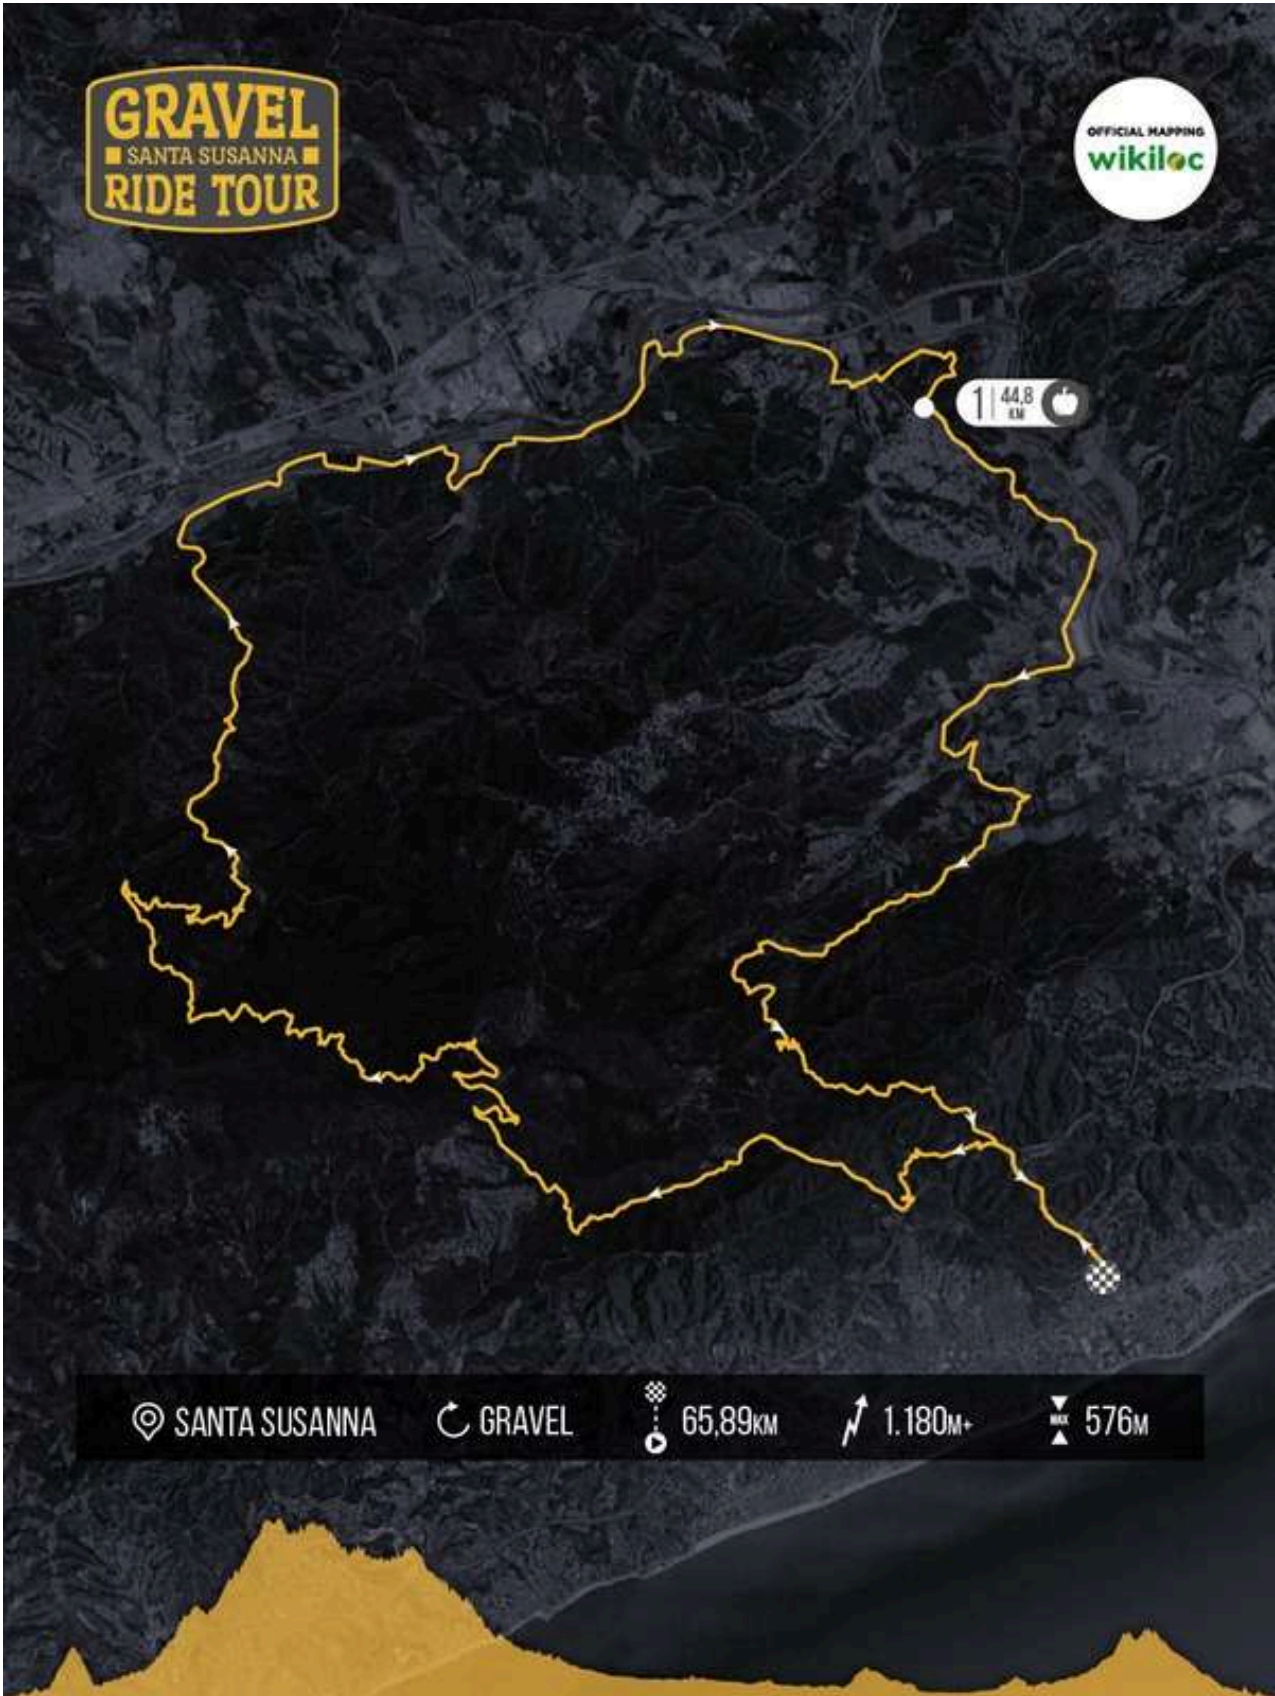 GRAVEL
SANTA SUSANNA
RIDE TOUR
OFFICIAL MAPPING
wikiloc
1 44,8
KM
SANTA SUSANNA
GRAVEL
65,89KM
1.180M+
MAX
576M